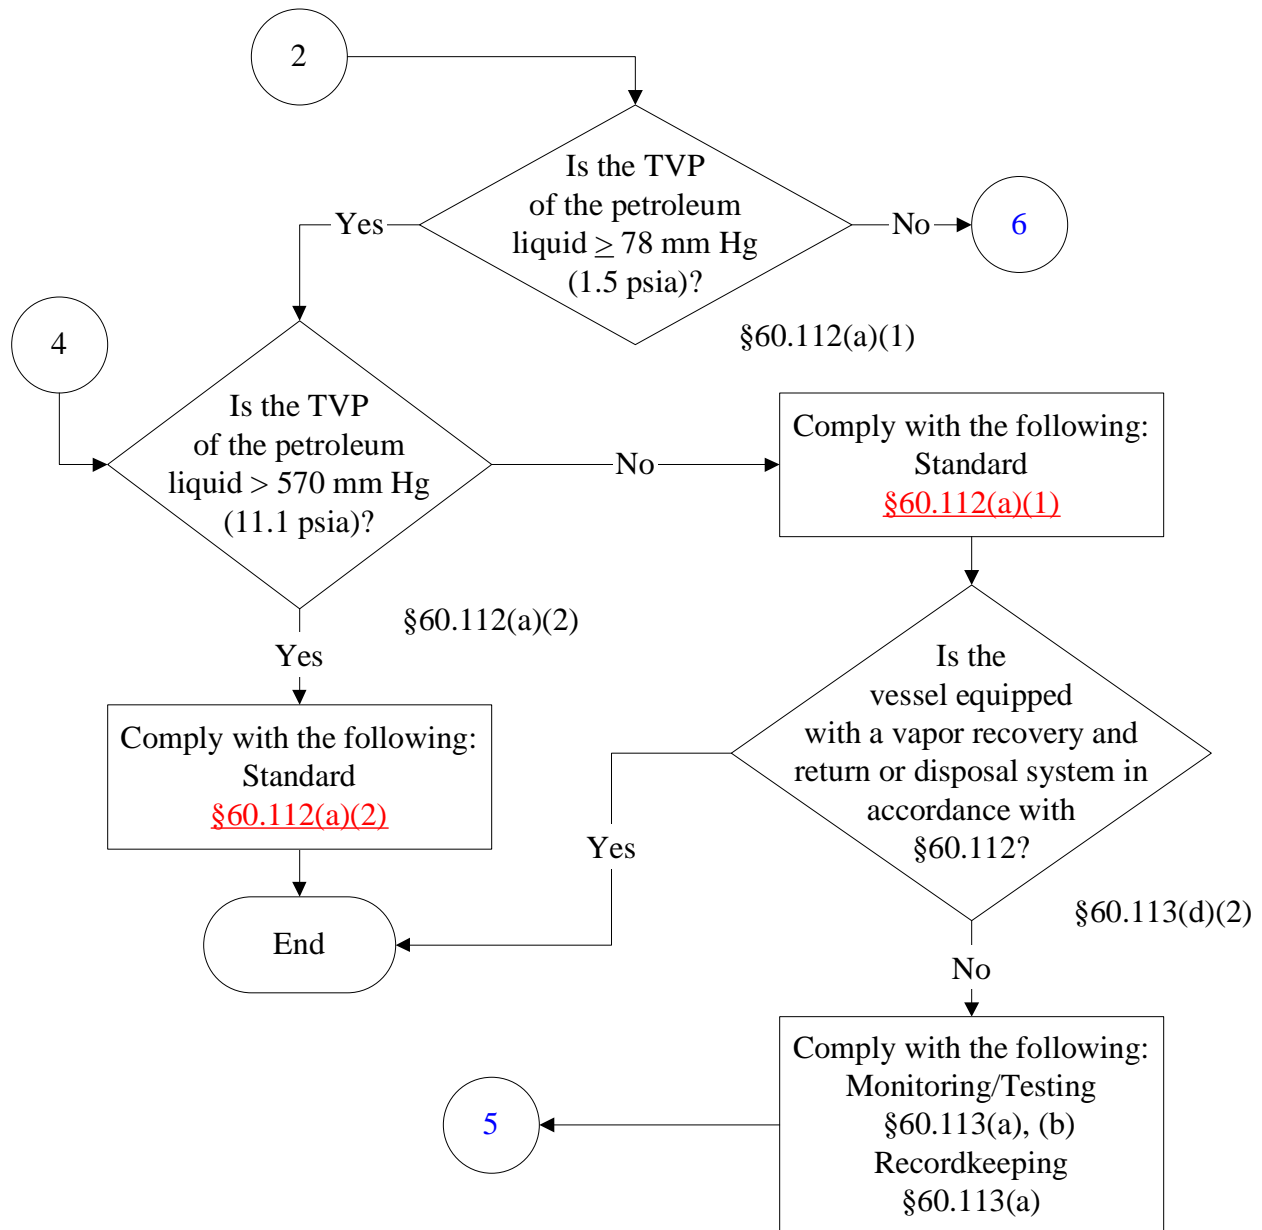 2
Is the TVP
of the petroleum
liquid ≥ 78 mm Hg
(1.5 psia)?
Yes
No
6
§60.112(a)(1)
4
Is the TVP
of the petroleum
liquid > 570 mm Hg
(11.1 psia)?
No
Comply with the following:
Standard
§60.112(a)(1)
§60.112(a)(2)
Yes
Comply with the following:
Standard
§60.112(a)(2)
Is the
vessel equipped
with a vapor recovery and
return or disposal system in
accordance with
§60.112?
Yes
§60.113(d)(2)
End
No
Comply with the following:
Monitoring/Testing
§60.113(a), (b)
Recordkeeping
§60.113(a)
5